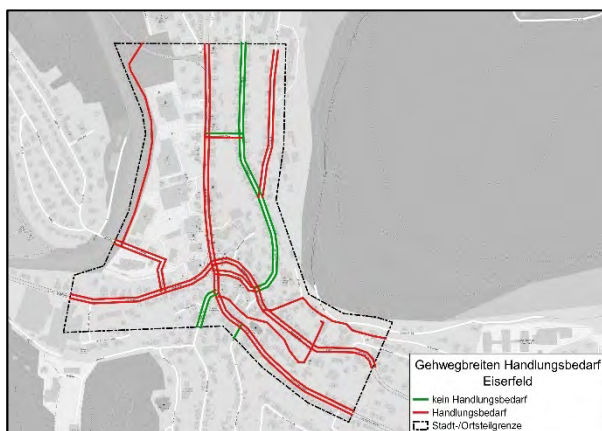 Gehwegbreiten Handlungsbedarf
Eiserfeld
kein Handlungsbedarf
Handlungsbedarf
Stadt-/Ortsteilgrenze